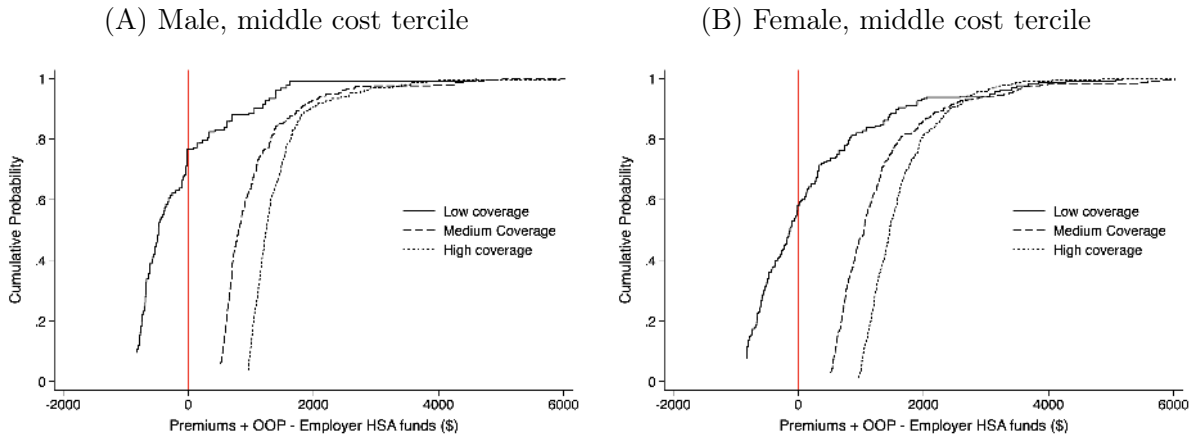 (A) Male, middle cost tercile
1
.8
.6
.4
.2
0
Cumulative Probability
Low coverage
Medium Coverage
High coverage
-2000 0 2000 4000 6000
Premiums + OOP - Employer HSA funds ($)
(B) Female, middle cost tercile
1
.8
.6
.4
.2
0
Cumulative Probability
Low coverage
Medium Coverage
High coverage
-2000 0 2000 4000 6000
Premiums + OOP - Employer HSA funds ($)